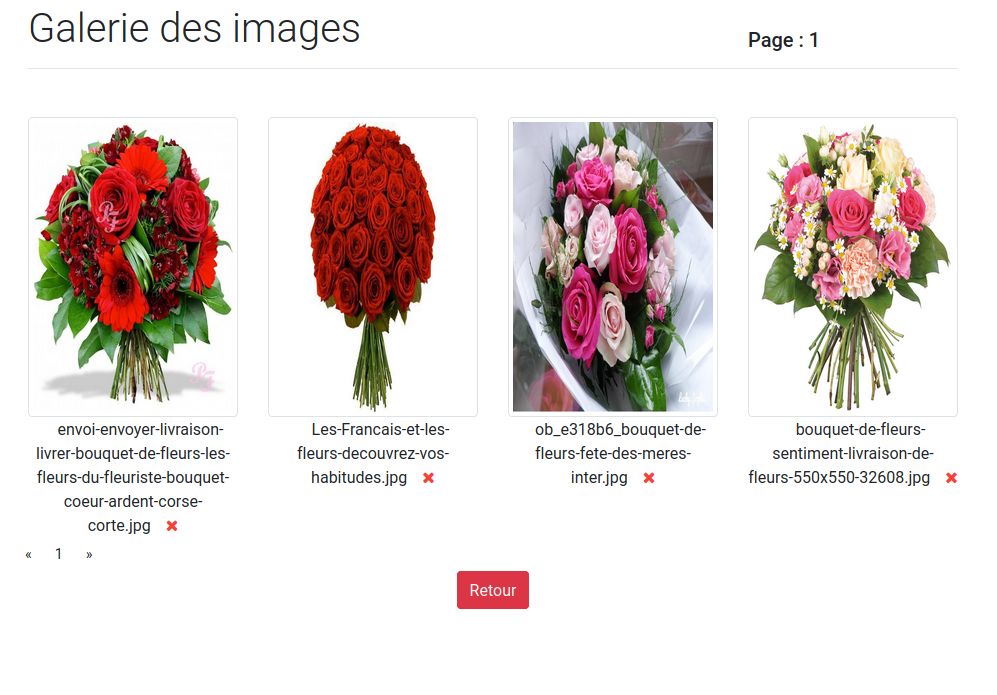 Galerie des images
Page : 1
envoi-envoyer-livraison-
livrer-bouquet-de-fleurs-les-
fleurs-du-fleuriste-bouquet-
coeur-ardent-corse-
corte.jpg
Les-Francais-et-les-
fleurs-decouvrez-vos-
habitudes.jpg
ob_e318b6_bouquet-de-
fleurs-fete-des-meres-
inter.jpg
bouquet-de-fleurs-
sentiment-livraison-de-
fleurs-550x550-32608.jpg
« 1 »
Retour